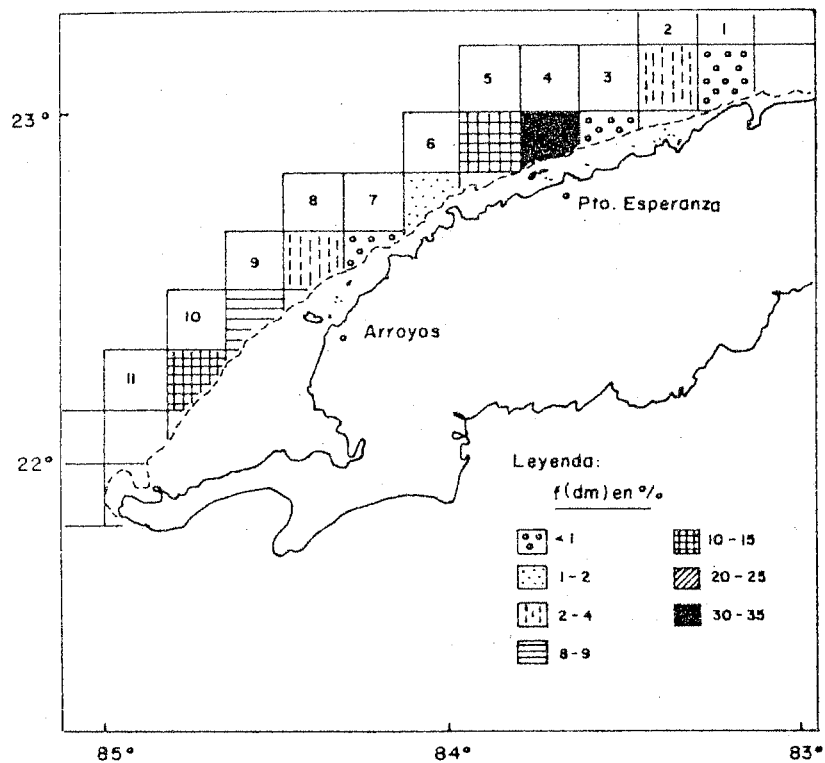 2 1
5 4 3
23°
6
Pto. Esperanza
8 7
9
10
Arroyos
11
22°
Leyenda:
f(dm) en %
< 1
10 - 15
1 - 2
20 - 25
2 - 4
30 - 35
8 - 9
85° 84° 83°